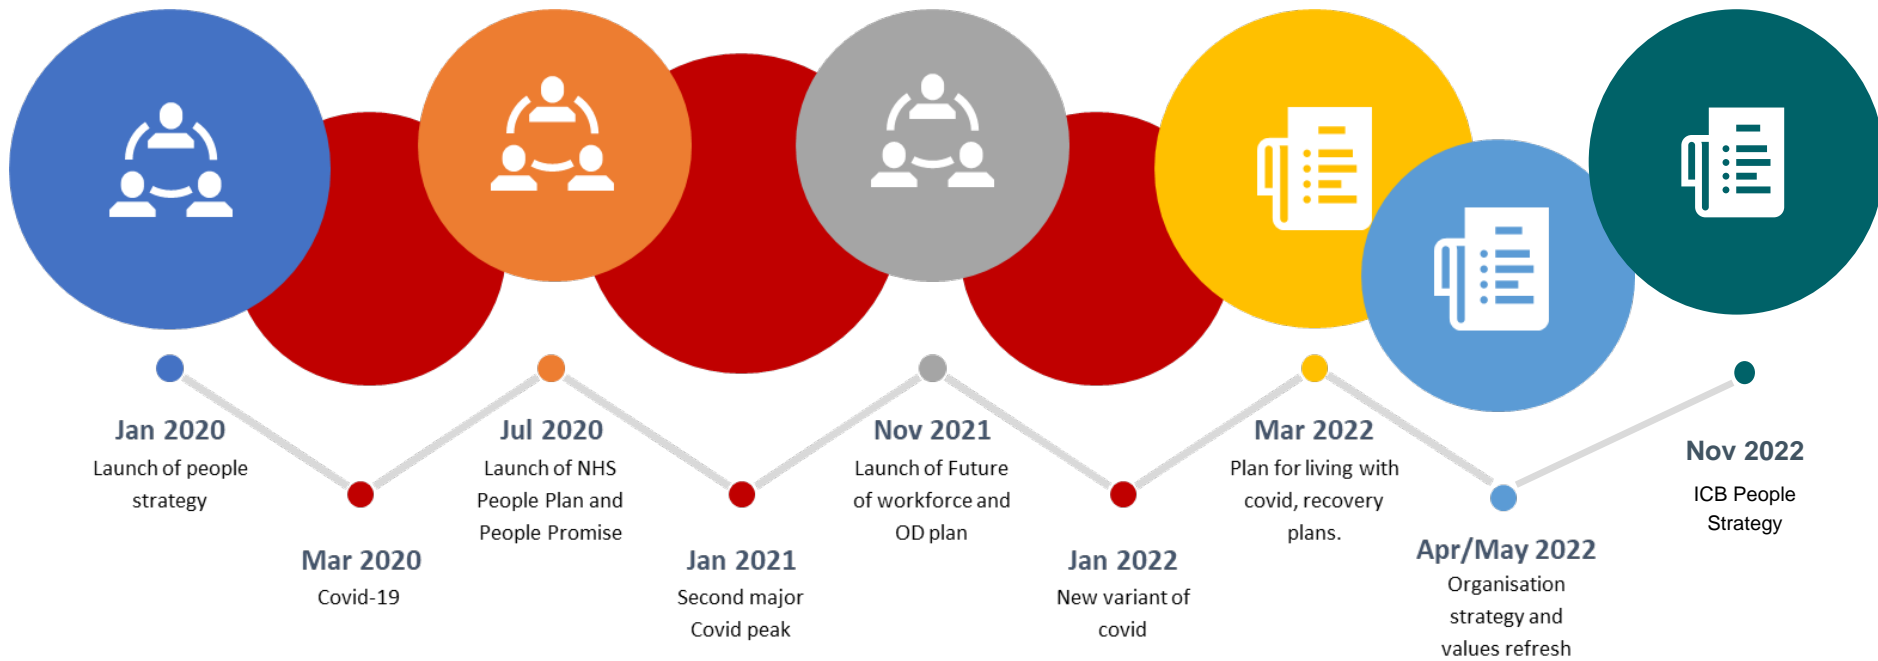 Jan 2020
Launch of people
strategy
Mar 2020
Covid-19
Jul 2020
Launch of NHS
People Plan and
People Promise
Jan 2021
Second major
Covid peak
Nov 2021
Launch of Future
of workforce and
OD plan
Jan 2022
New variant of
covid
Mar 2022
Plan for living with
covid, recovery
plans.
Apr/May 2022
Organisation
strategy and
values refresh
Nov 2022
ICB People
Strategy